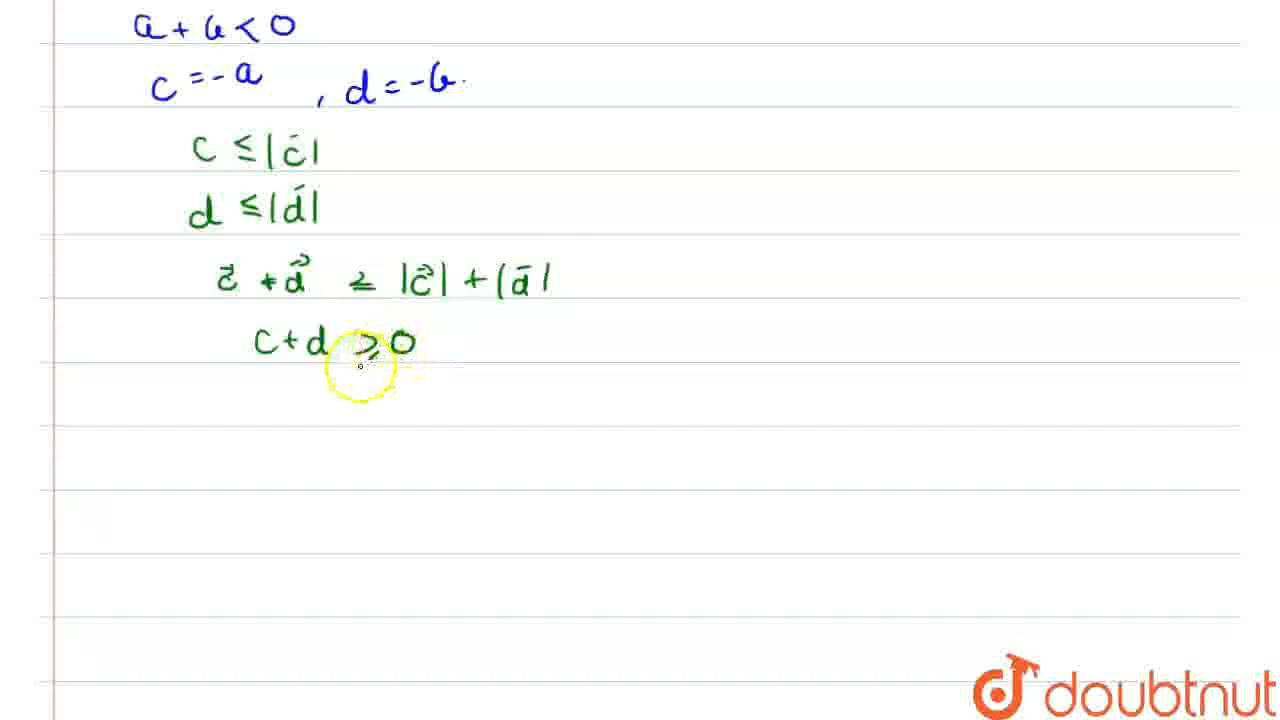 a + b < 0
c = -a , d = -b.
c ≤ |c̄|
d ≤ |d̄|
c⃗ + d⃗ ≤ |c⃗| + |d̄|
c + d ≥ 0
doubtnut